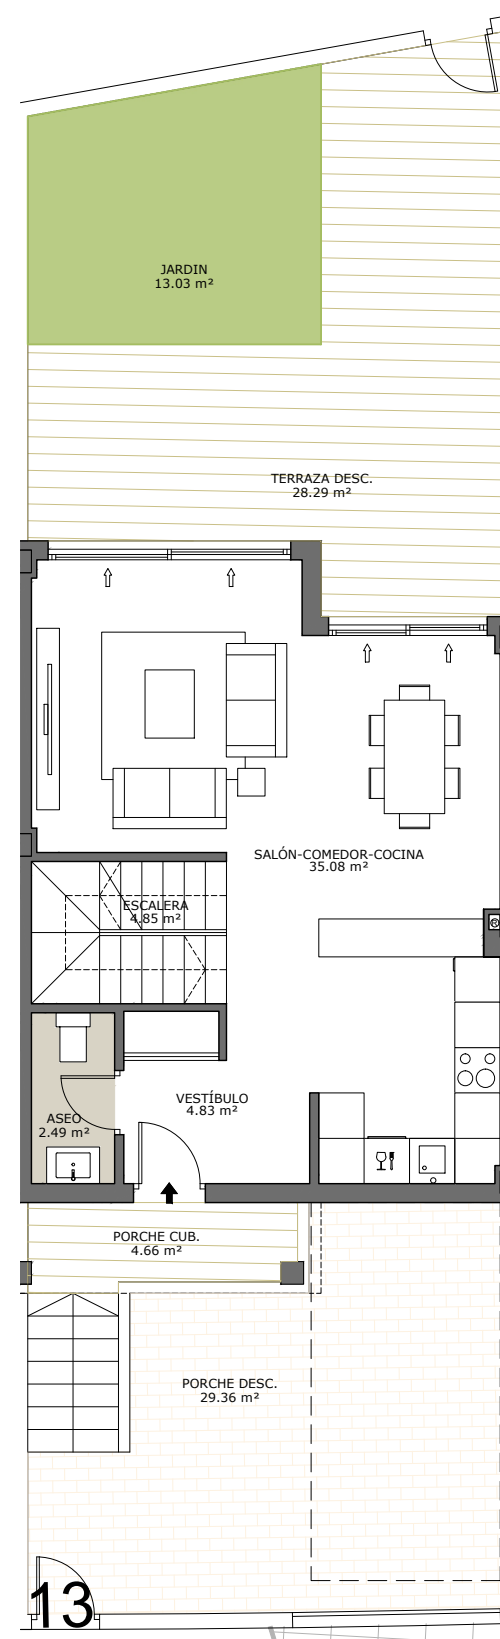 JARDIN
13.03 m²
TERRAZA DESC.
28.29 m²
SALÓN-COMEDOR-COCINA
35.08 m²
ESCALERA
4.85 m²
VESTÍBULO
4.83 m²
ASEO
2.49 m²
PORCHE CUB.
4.66 m²
PORCHE DESC.
29.36 m²
13